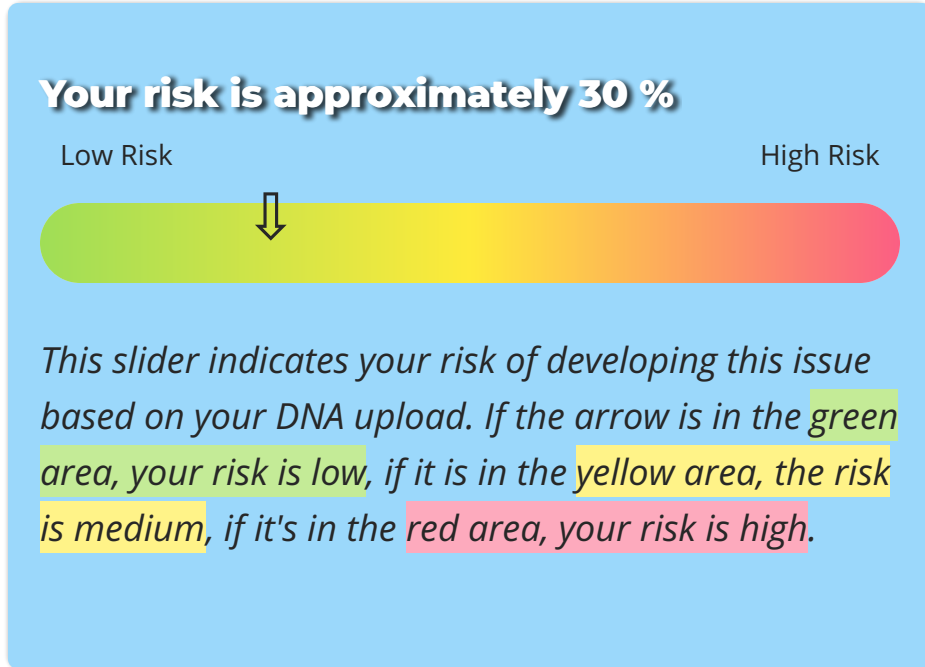 Your risk is approximately 30 %
Low Risk High Risk
This slider indicates your risk of developing this issue
based on your DNA upload. If the arrow is in the green
area, your risk is low, if it is in the yellow area, the risk
is medium, if it's in the red area, your risk is high.